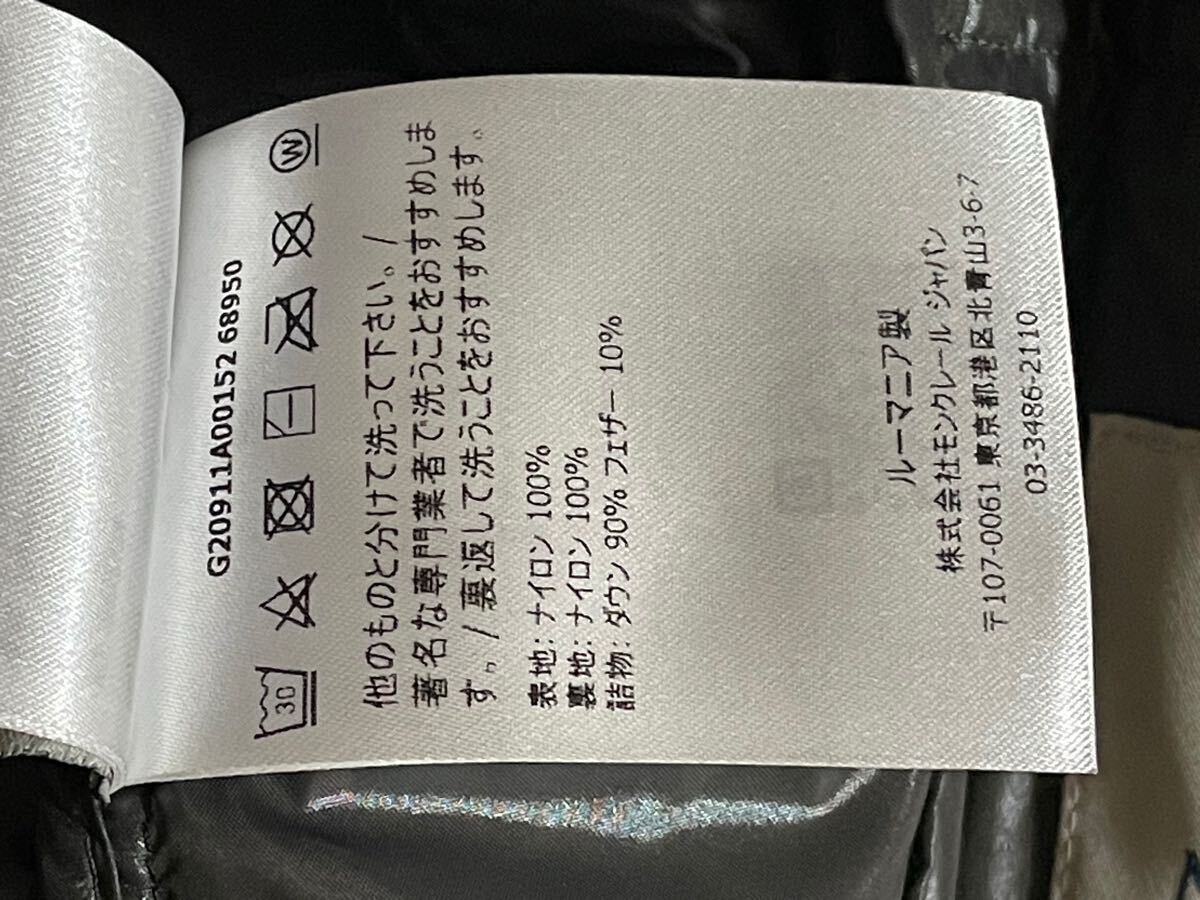 G20911A00152 68950
30 W
他のものと分けて洗って下さい。/
著名な専門業者で洗うことをおすすめしま
す。/ 裏返して洗うことをおすすめします。
表地: ナイロン 100%
裏地: ナイロン 100%
詰物: ダウン 90% フェザー 10%
ルーマニア製
株式会社モンクレール ジャパン
〒107-0061 東京都港区北青山3-6-7
03-3486-2110